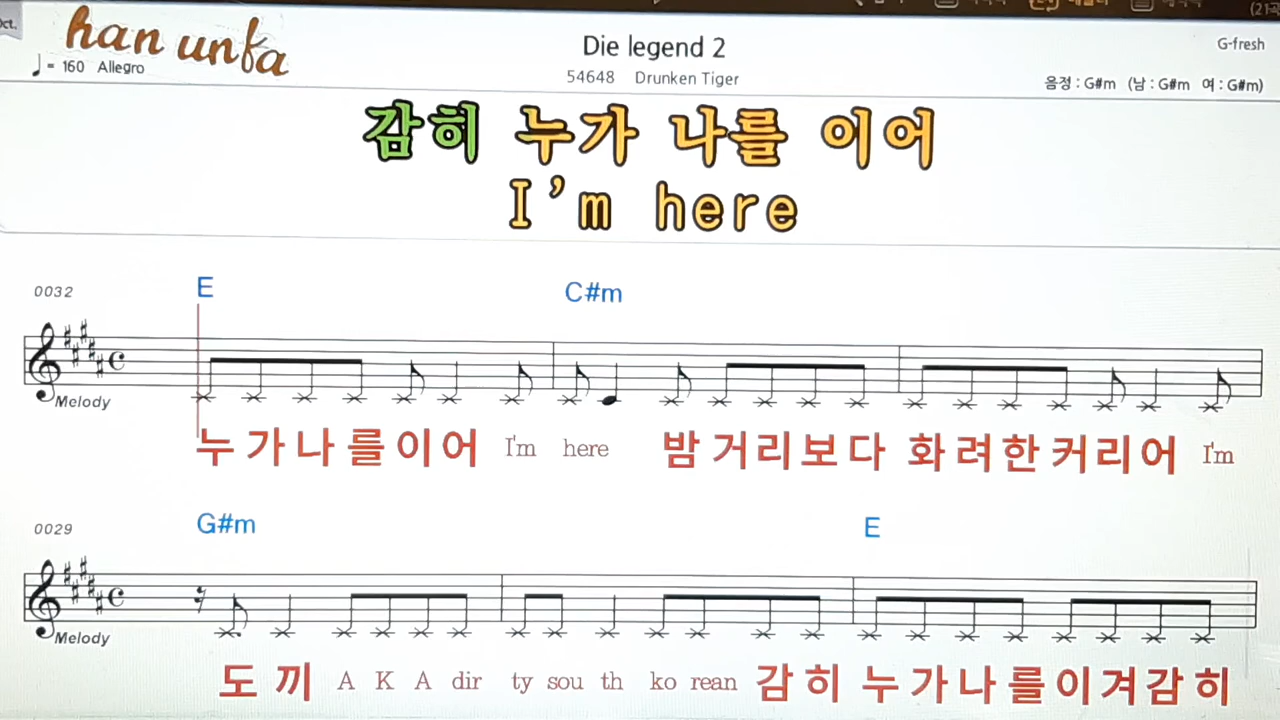 Oct.
han unfa
♩= 160 Allegro
Die legend 2
54648 Drunken Tiger
G-fresh
음정 : G#m (남 : G#m 여 : G#m)
감히 누가 나를 이어
I'm here
0032
E C#m
Melody
누 가 나 를 이 어 I'm here 밤 거 리 보 다 화 려 한 커 리 어 I'm
0029
G#m E
Melody
도 끼 A K A dir ty sou th ko rean 감 히 누 가 나 를 이 겨 감 히